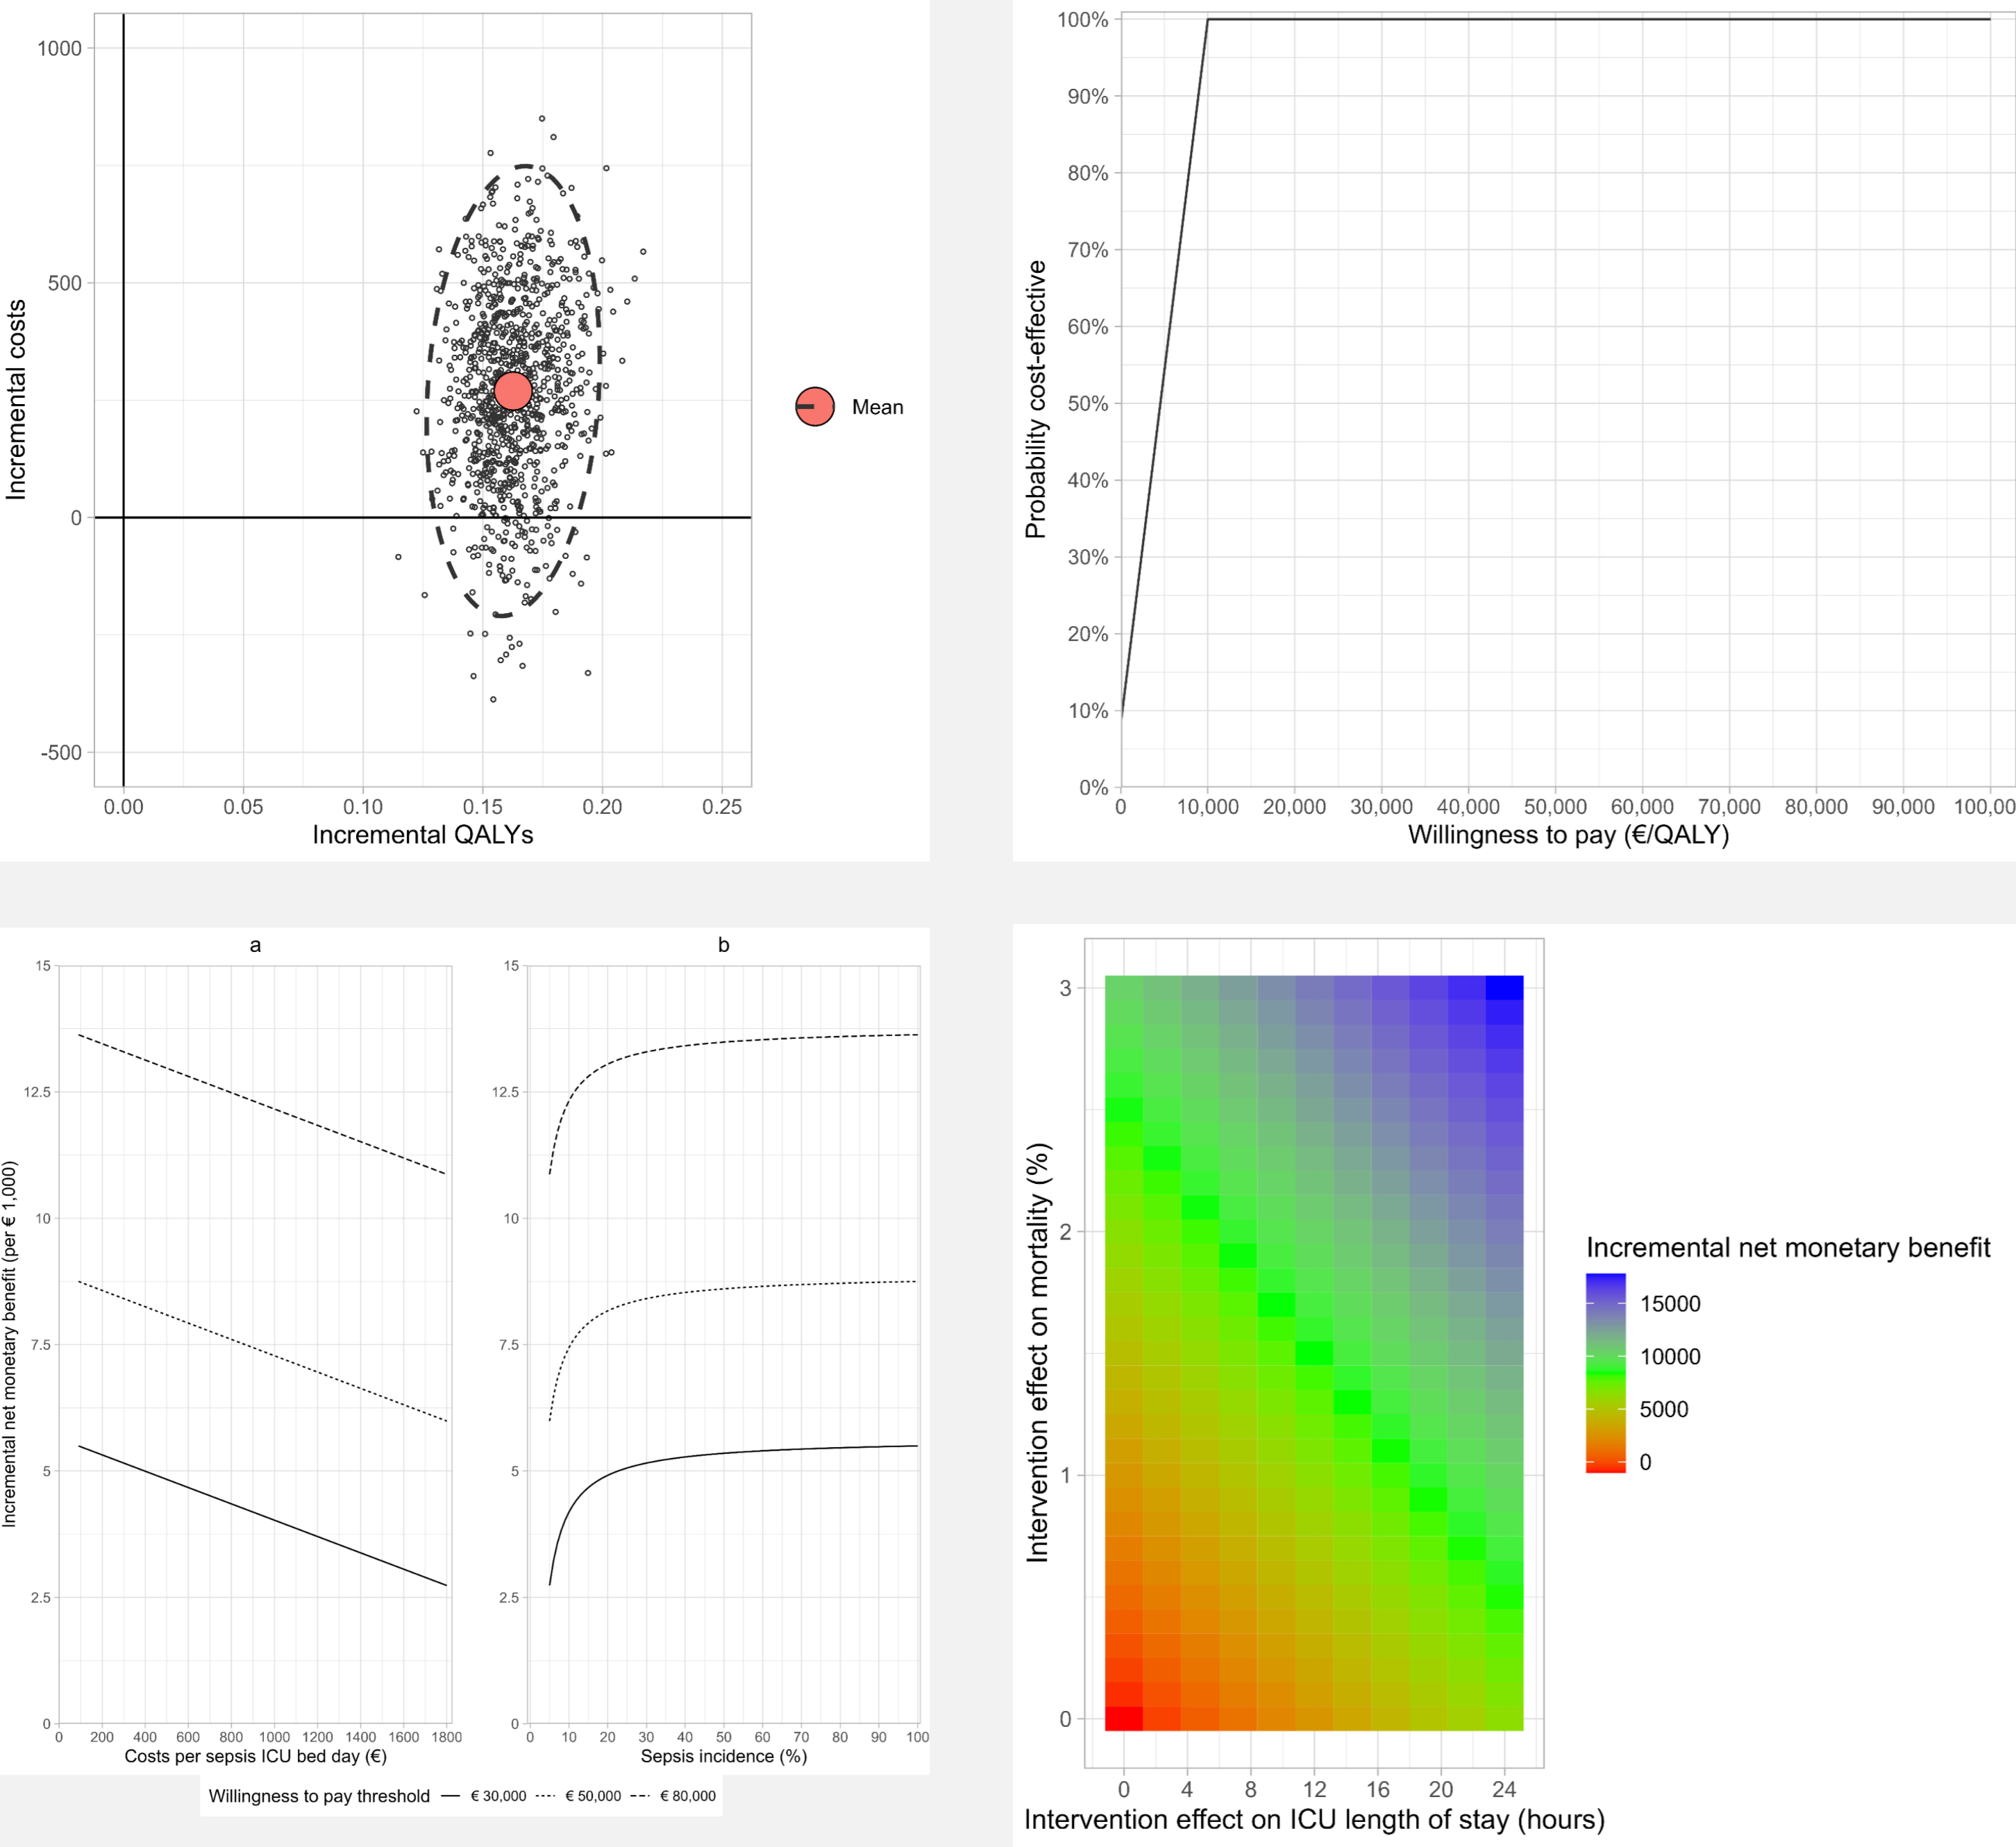 1000
500
0
-500
Incremental costs
0.00 0.05 0.10 0.15 0.20 0.25
Incremental QALYs
Mean
100%
90%
80%
70%
60%
50%
40%
30%
20%
10%
0%
Probability cost-effective
0 10,000 20,000 30,000 40,000 50,000 60,000 70,000 80,000 90,000 100,00
Willingness to pay (€/QALY)
a
15
12.5
10
7.5
5
2.5
0
Incremental net monetary benefit (per € 1,000)
0 200 400 600 800 1000 1200 1400 1600 1800
Costs per sepsis ICU bed day (€)
b
15
12.5
10
7.5
5
2.5
0
0 10 20 30 40 50 60 70 80 90 100
Sepsis incidence (%)
Willingness to pay threshold € 30,000 € 50,000 € 80,000
3
2
1
0
Intervention effect on mortality (%)
0 4 8 12 16 20 24
Intervention effect on ICU length of stay (hours)
Incremental net monetary benefit
15000
10000
5000
0